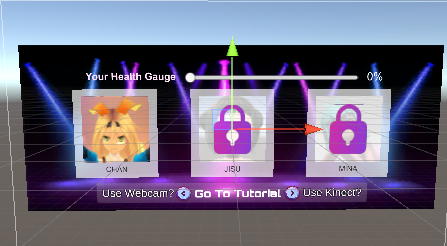 Your Health Gauge 0%
CHAN JISU MINA
Use Webcam? < Go To Tutorial > Use Kinect?